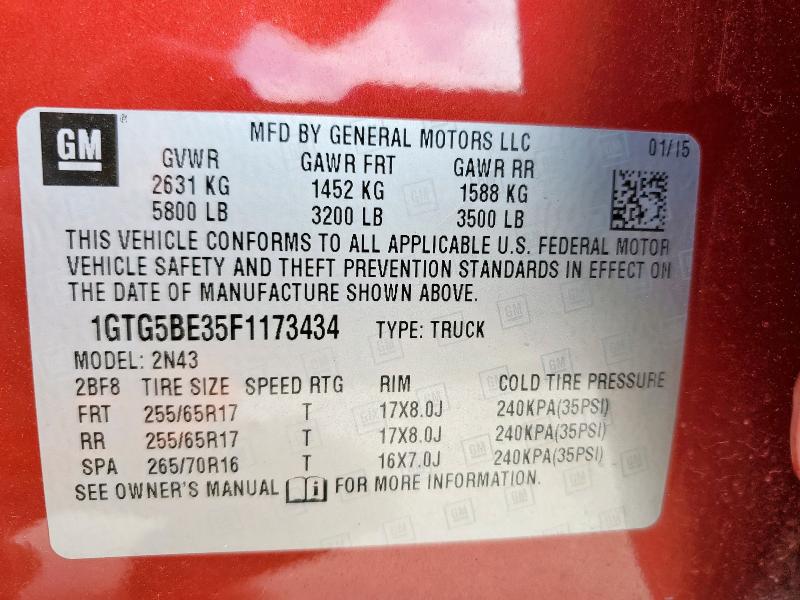 GM
MFD BY GENERAL MOTORS LLC 01/15
GVWR GAWR FRT GAWR RR
2631 KG 1452 KG 1588 KG
5800 LB 3200 LB 3500 LB
THIS VEHICLE CONFORMS TO ALL APPLICABLE U.S. FEDERAL MOTOR
VEHICLE SAFETY AND THEFT PREVENTION STANDARDS IN EFFECT ON
THE DATE OF MANUFACTURE SHOWN ABOVE.
1GTG5BE35F1173434 TYPE: TRUCK
MODEL: 2N43
2BF8 TIRE SIZE SPEED RTG RIM COLD TIRE PRESSURE
FRT 255/65R17 T 17X8.0J 240KPA(35PSI)
RR 255/65R17 T 17X8.0J 240KPA(35PSI)
SPA 265/70R16 T 16X7.0J 240KPA(35PSI)
SEE OWNER'S MANUAL i FOR MORE INFORMATION.